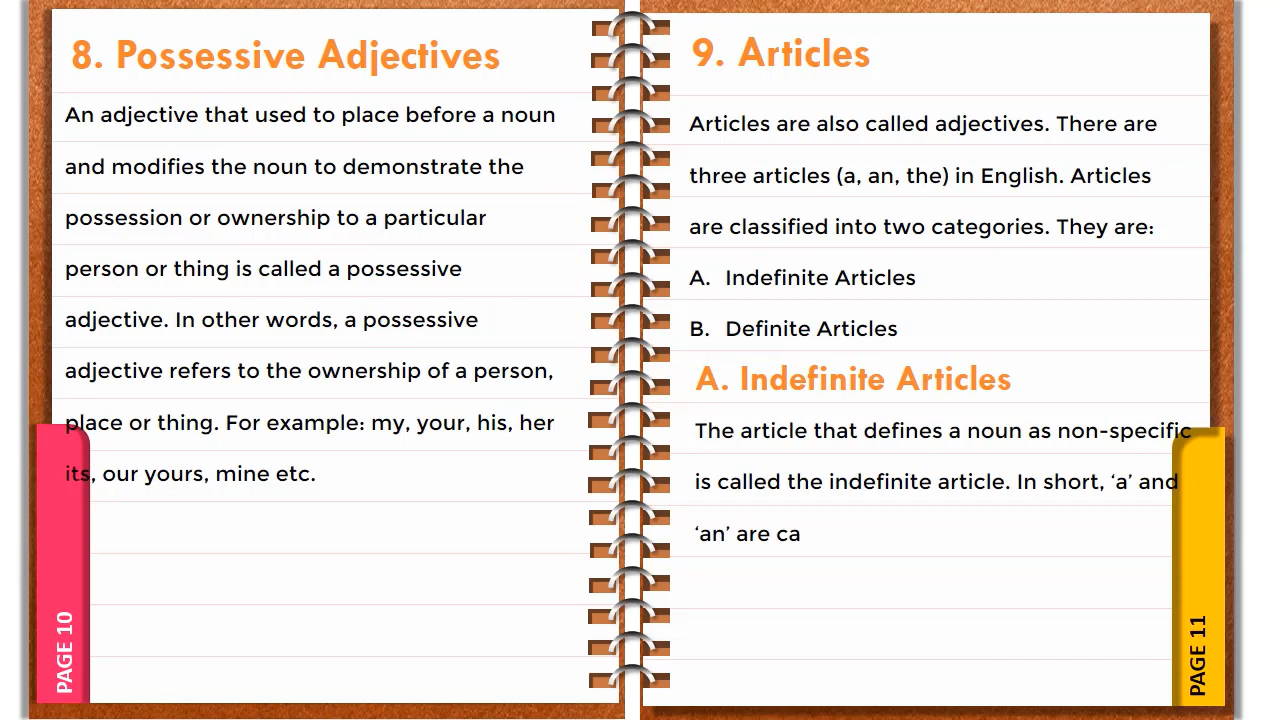 8. Possessive Adjectives
An adjective that used to place before a noun
and modifies the noun to demonstrate the
possession or ownership to a particular
person or thing is called a possessive
adjective. In other words, a possessive
adjective refers to the ownership of a person,
place or thing. For example: my, your, his, her
its, our yours, mine etc.
PAGE 10
9. Articles
Articles are also called adjectives. There are
three articles (a, an, the) in English. Articles
are classified into two categories. They are:
A. Indefinite Articles
B. Definite Articles
A. Indefinite Articles
The article that defines a noun as non-specific
is called the indefinite article. In short, ‘a’ and
‘an’ are ca
PAGE 11